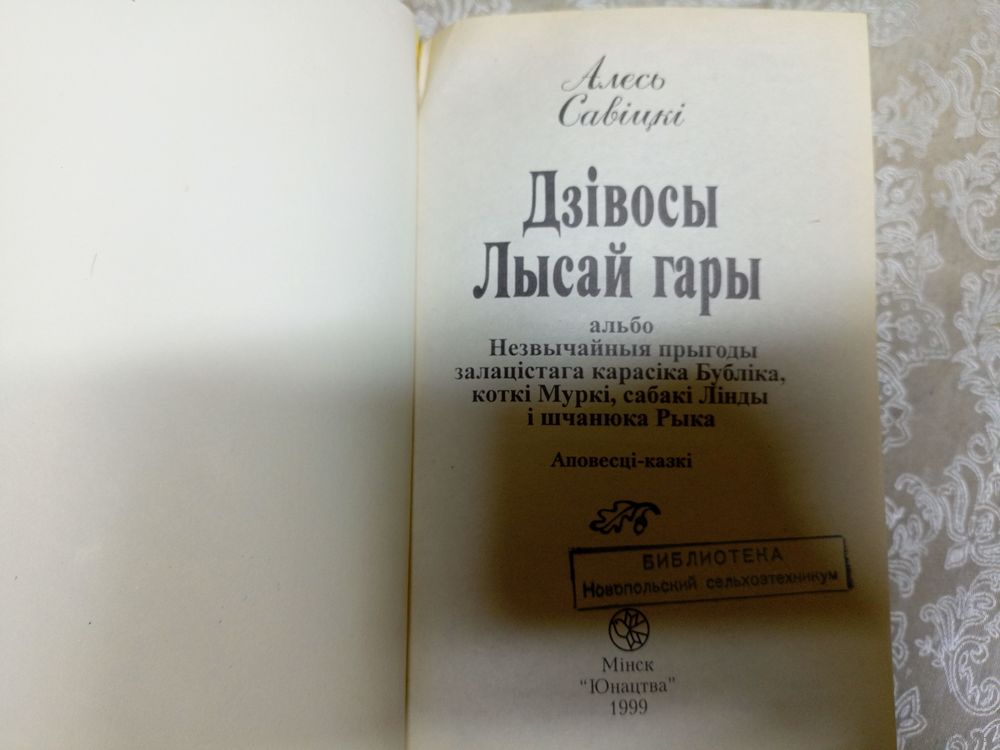 Алесь
Савіцкі
Дзівосы
Лысай гары
альбо
Незвычайныя прыгоды
залацістага карасіка Бубліка,
коткі Муркі, сабакі Лінды
і шчанюка Рыка
Аповесці-казкі
БИБЛИОТЕКА
Новопольский сельхозтехникум
Мінск
"Юнацтва"
1999